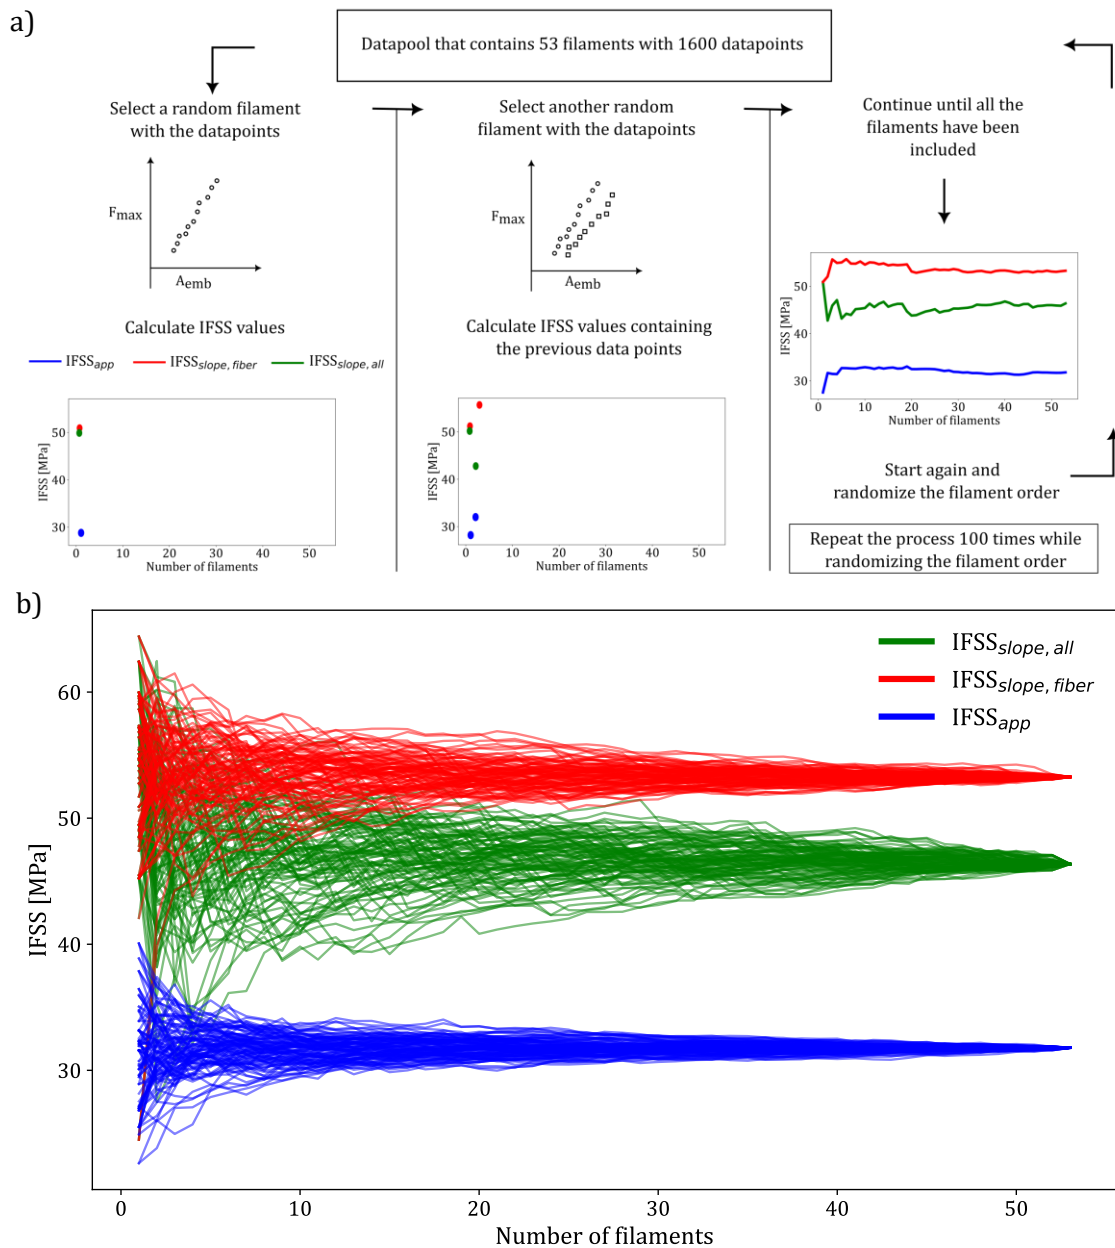 a)
Datapool that contains 53 filaments with 1600 datapoints
Select a random filament
with the datapoints
Fmax
Aemb
Calculate IFSS values
IFSSapp IFSSslope, fiber IFSSslope, all
IFSS [MPa]
50
40
30
0 10 20 30 40 50
Number of filaments
Select another random
filament with the datapoints
Fmax
Aemb
Calculate IFSS values containing
the previous data points
IFSS [MPa]
50
40
30
0 10 20 30 40 50
Number of filaments
Continue until all the
filaments have been
included
IFSS [MPa]
50
40
30
0 10 20 30 40 50
Number of filaments
Start again and
randomize the filament order
Repeat the process 100 times while
randomizing the filament order
b)
IFSSslope, all
IFSSslope, fiber
IFSSapp
IFSS [MPa]
60
50
40
30
0 10 20 30 40 50
Number of filaments